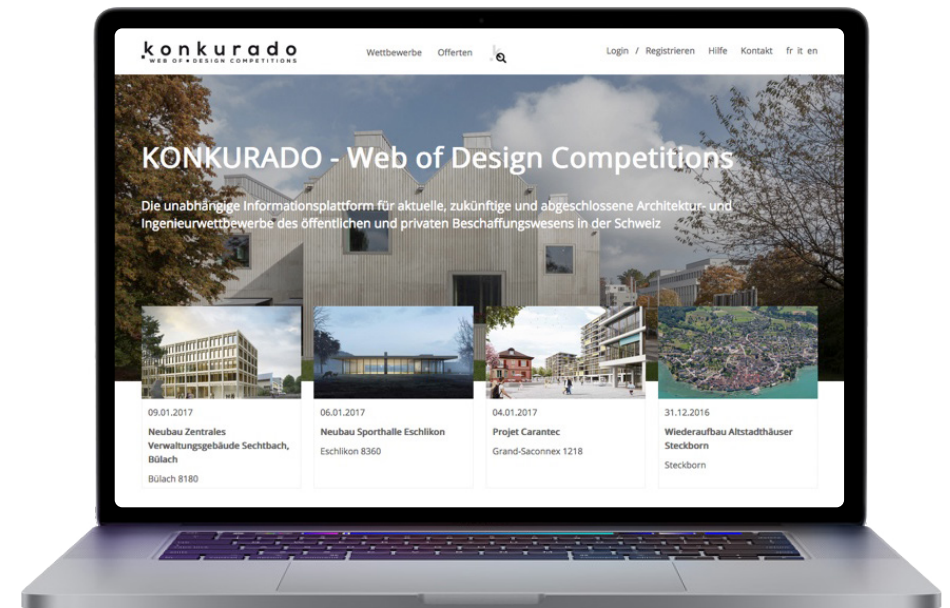 konkurado
WEB OF DESIGN COMPETITIONS
Wettbewerbe Offerten
Login / Registrieren Hilfe Kontakt fr it en
KONKURADO - Web of Design Competitions
Die unabhängige Informationsplattform für aktuelle, zukünftige und abgeschlossene Architektur- und
Ingenieurwettbewerbe des öffentlichen und privaten Beschaffungswesens in der Schweiz
09.01.2017
Neubau Zentrales
Verwaltungsgebäude Sechtbach,
Bülach
Bülach 8180
06.01.2017
Neubau Sporthalle Eschlikon
Eschlikon 8360
04.01.2017
Projet Carantec
Grand-Saconnex 1218
31.12.2016
Wiederaufbau Altstadthäuser
Steckborn
Steckborn